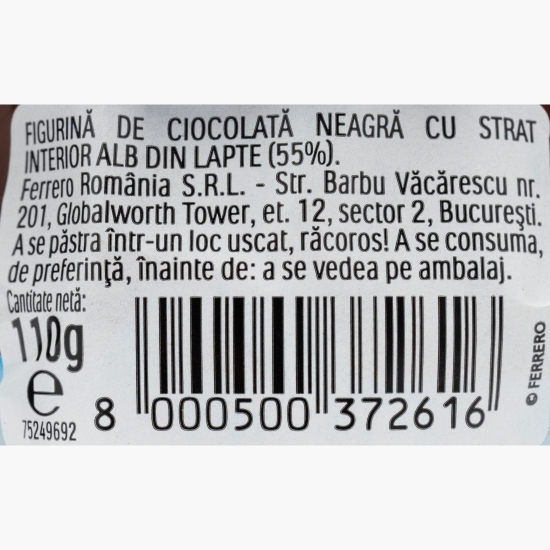 FIGURINĂ DE CIOCOLATĂ NEAGRĂ CU STRAT
INTERIOR ALB DIN LAPTE (55%).
Ferrero România S.R.L. - Str. Barbu Văcărescu nr.
201, Globalworth Tower, et. 12, sector 2, Bucureşti.
A se păstra într-un loc uscat, răcoros! A se consuma,
de preferinţă, înainte de: a se vedea pe ambalaj.
Cantitate netă:
110g
e
75249692
8 000500 372616
© FERRERO